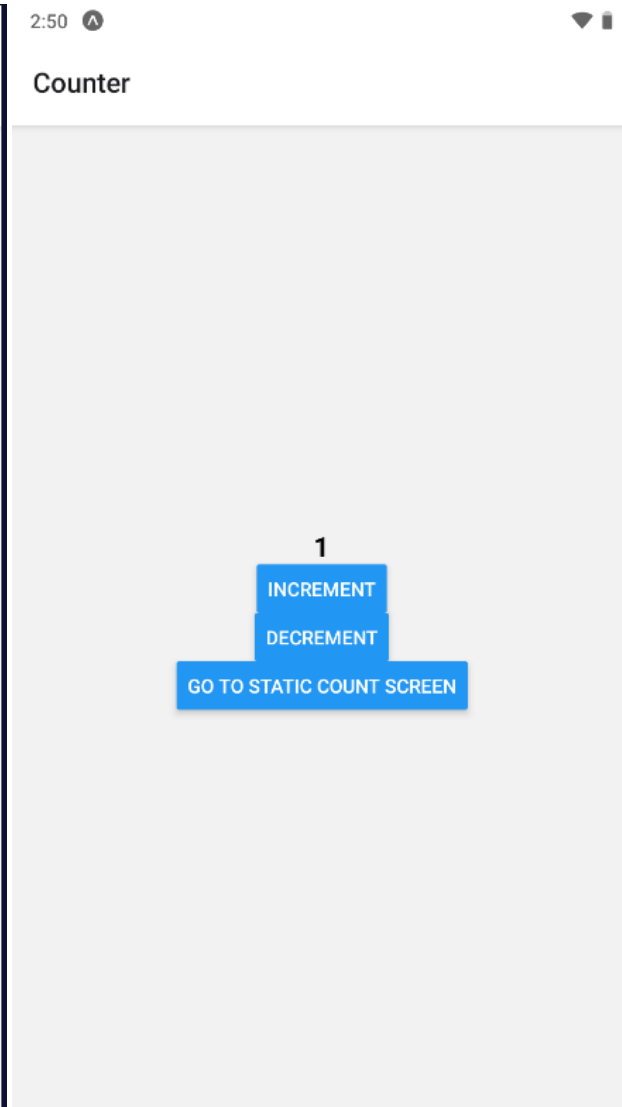 2:50
Counter
1
INCREMENT
DECREMENT
GO TO STATIC COUNT SCREEN